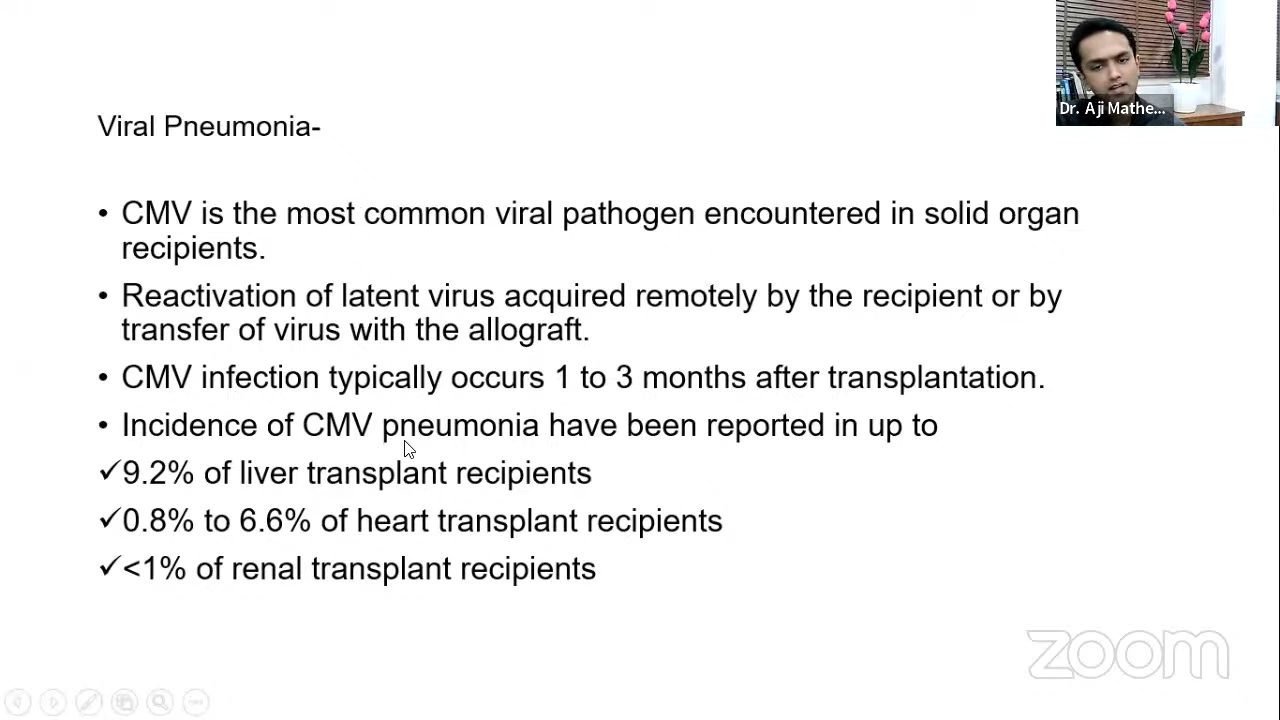 Dr. Aji Mathe...
Viral Pneumonia-
• CMV is the most common viral pathogen encountered in solid organ
recipients.
• Reactivation of latent virus acquired remotely by the recipient or by
transfer of virus with the allograft.
• CMV infection typically occurs 1 to 3 months after transplantation.
• Incidence of CMV pneumonia have been reported in up to
✓9.2% of liver transplant recipients
✓0.8% to 6.6% of heart transplant recipients
✓<1% of renal transplant recipients
zoom